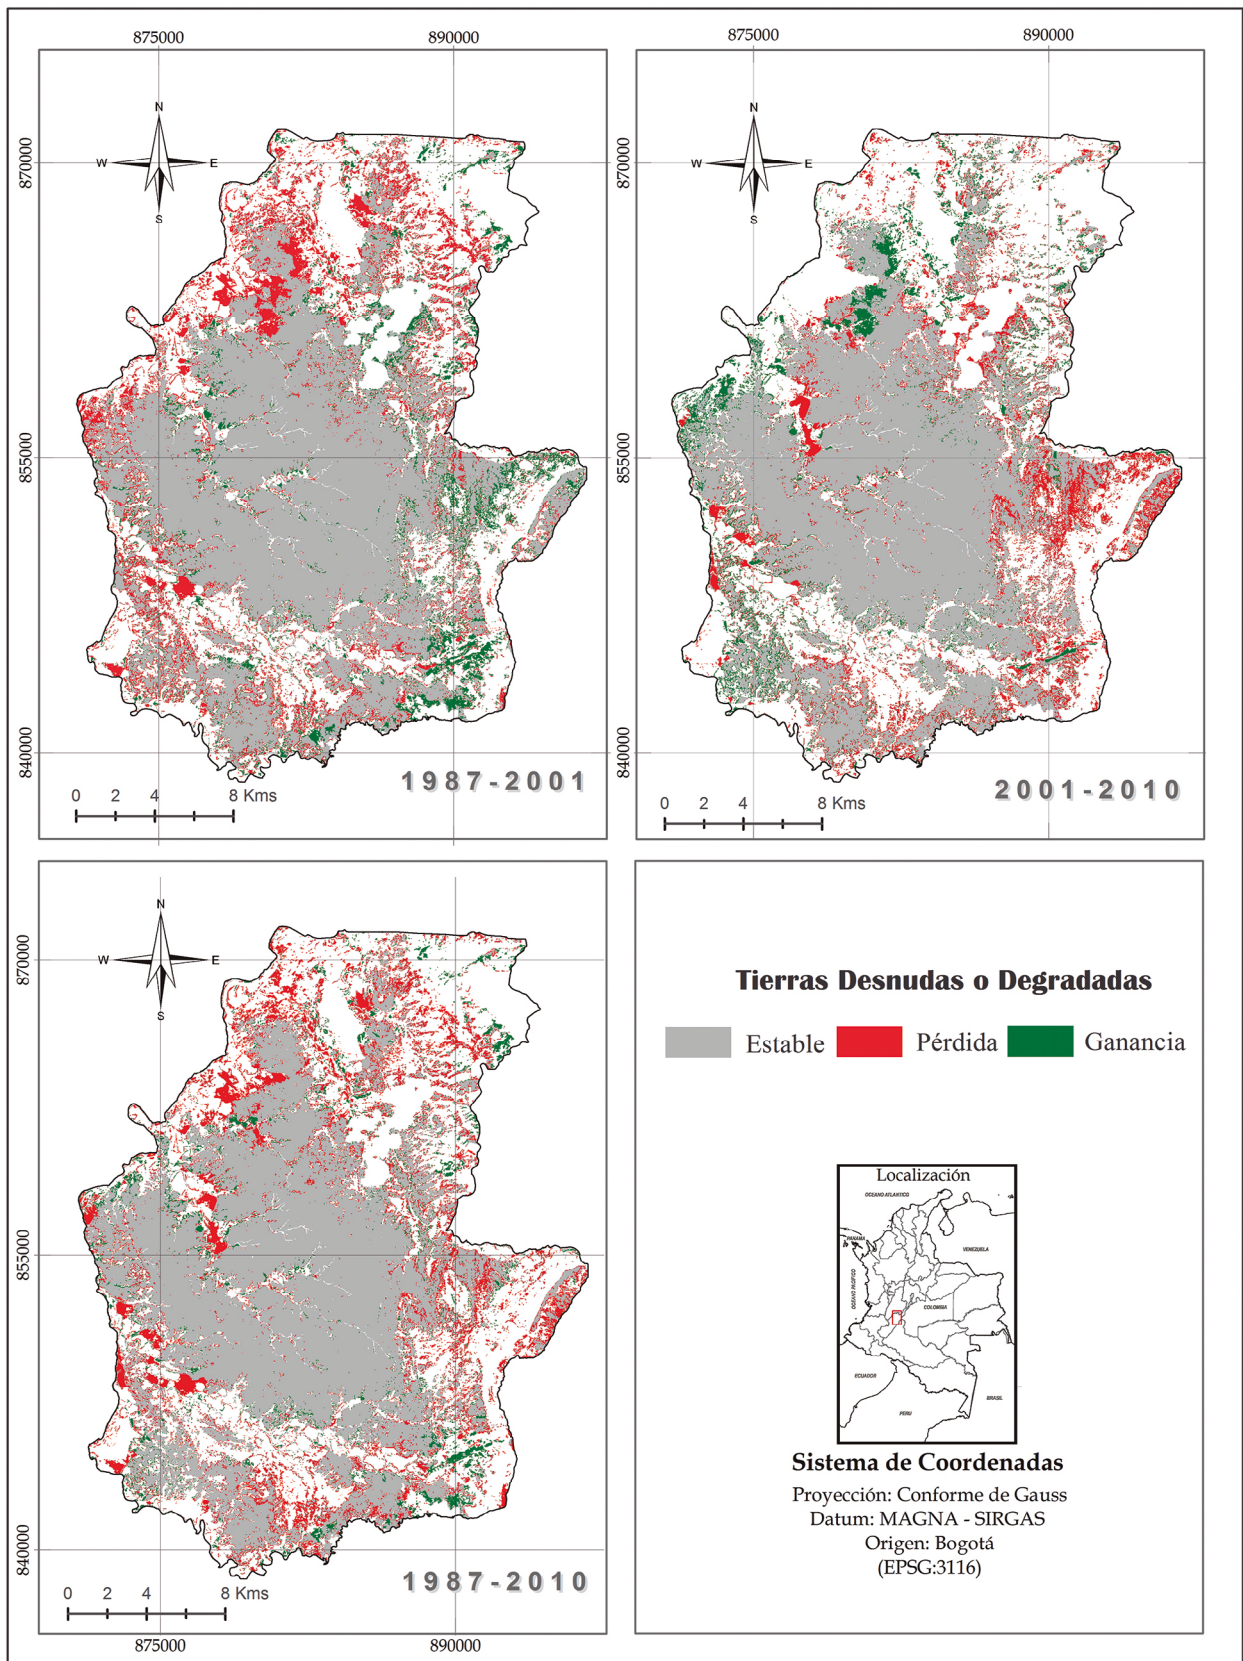 875000 890000
875000 890000
N
W E
S
N
W E
S
870000
870000
870000
855000
855000
855000
840000
840000
840000
1987-2001
0 2 4 8 Kms
2001-2010
0 2 4 8 Kms
870000
N
W E
S
855000
840000
1987-2010
0 2 4 8 Kms
875000 890000
Tierras Desnudas o Degradadas
Estable Pérdida Ganancia
Localización
OCEANO ATLANTICO
PANAMA
VENEZUELA
OCEANO PACIFICO
COLOMBIA
ECUADOR
BRASIL
PERU
Sistema de Coordenadas
Proyección: Conforme de Gauss
Datum: MAGNA - SIRGAS
Origen: Bogotá
(EPSG:3116)